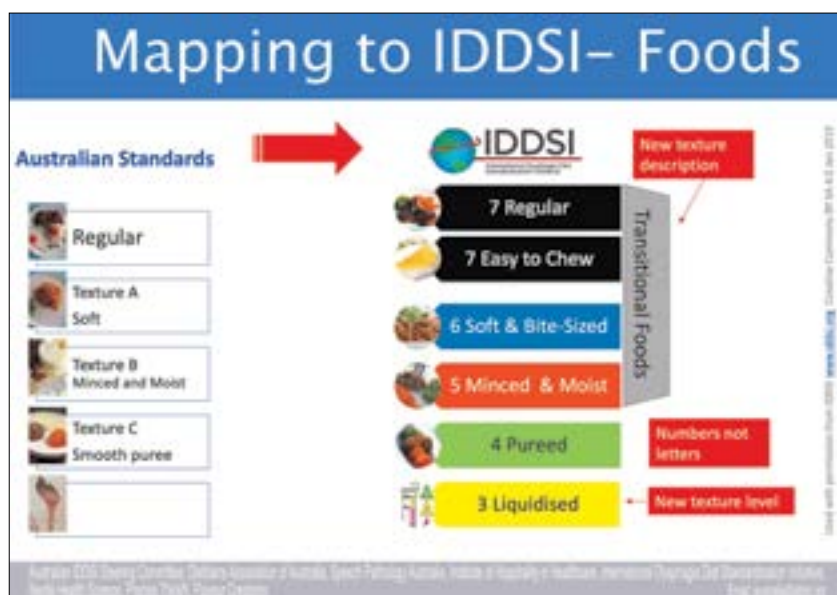 Mapping to IDDSI- Foods
Australian Standards
Regular
Texture A
Soft
Texture B
Minced and Moist
Texture C
Smooth puree
IDDSI
7 Regular
7 Easy to Chew
6 Soft & Bite-Sized
5 Minced & Moist
4 Pureed
3 Liquidised
Transitional Foods
New texture
description
Numbers not
letters
New texture level